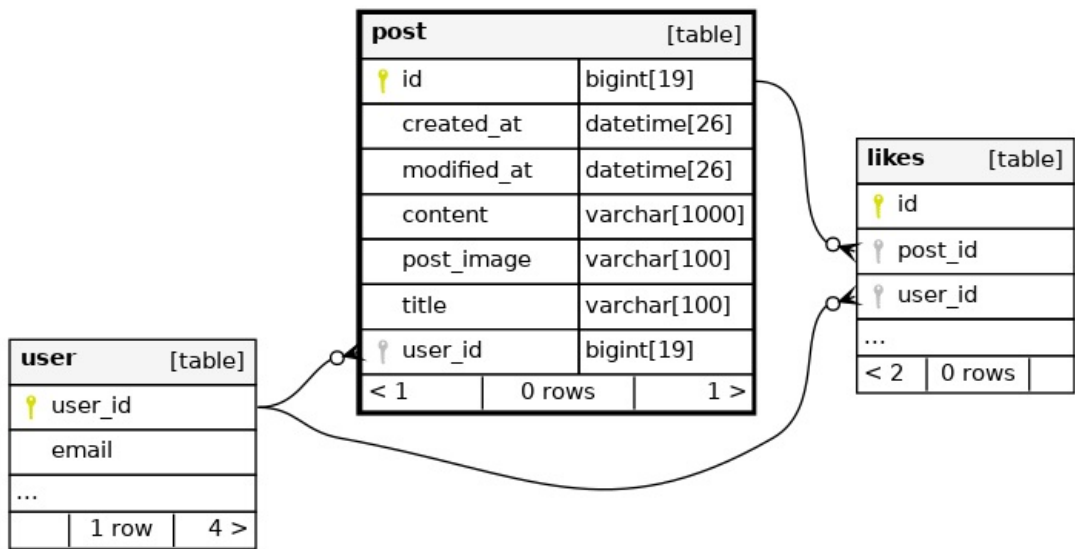 post [table]
id bigint[19]
created_at datetime[26]
modified_at datetime[26]
content varchar[1000]
post_image varchar[100]
title varchar[100]
user_id bigint[19]
< 1 0 rows 1 >
likes [table]
id
post_id
user_id
...
< 2 0 rows
user [table]
user_id
email
...
1 row 4 >